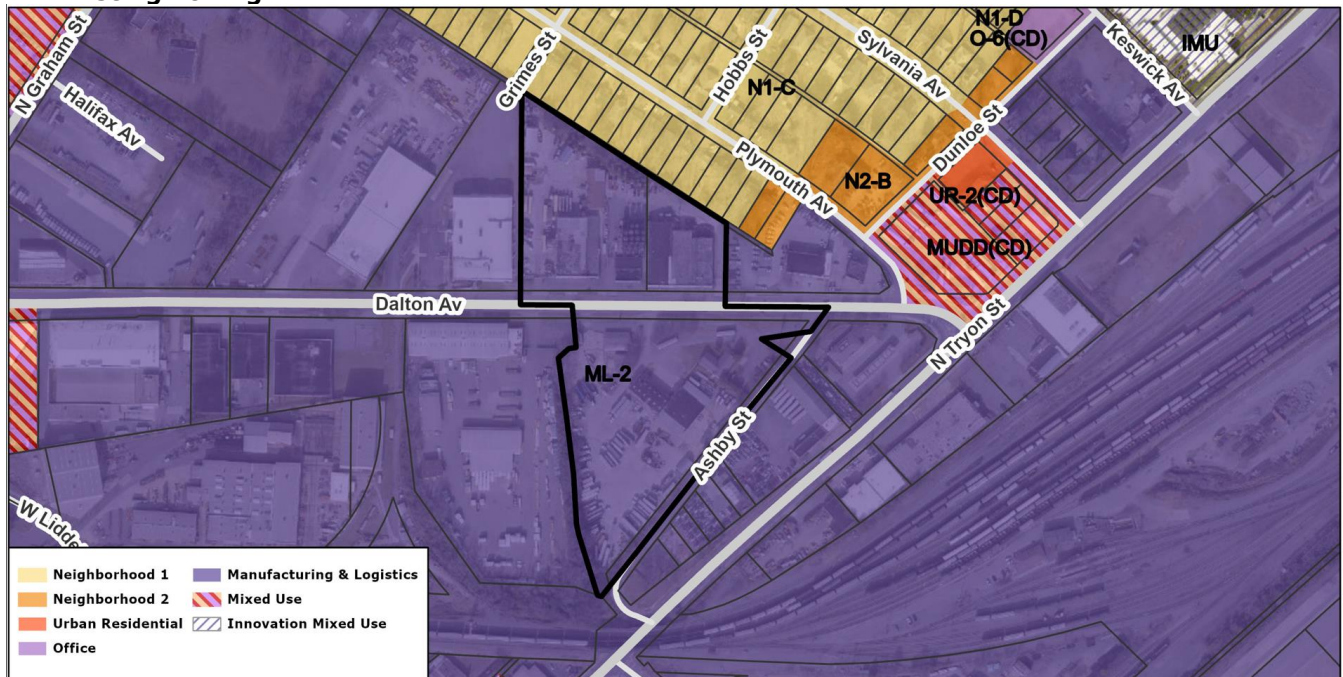 N Graham St
Halifax Av
Grimes St
Hobbs St
Sylvania Av
N1-D
O-6(CD)
Keswick Av
IMU
N1-C
Plymouth Av
Dunloe St
N2-B
UR-2(CD)
MUDD(CD)
Dalton Av
N Tryon St
ML-2
Ashby St
Neighborhood 1
Neighborhood 2
Urban Residential
Office
Manufacturing & Logistics
Mixed Use
Innovation Mixed Use